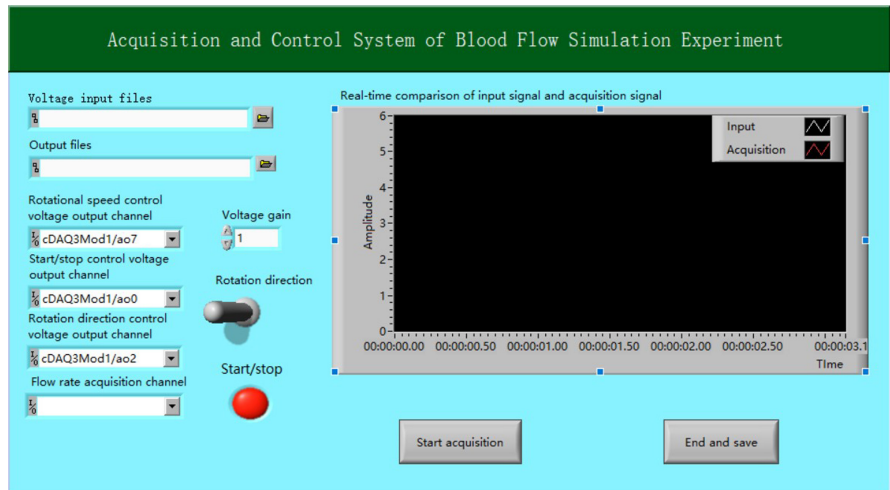 Acquisition and Control System of Blood Flow Simulation Experiment
Voltage input files
Output files
Rotational speed control
voltage output channel
cDAQ3Mod1/ao7
Start/stop control voltage
output channel
cDAQ3Mod1/ao0
Rotation direction control
voltage output channel
cDAQ3Mod1/ao2
Flow rate acquisition channel
Voltage gain
1
Rotation direction
Start/stop
Real-time comparison of input signal and acquisition signal
Input
Acquisition
Amplitude
6
5
4
3
2
1
0
00:00:00.00 00:00:00.50 00:00:01.00 00:00:01.50 00:00:02.00 00:00:02.50 00:00:03.1
TIme
Start acquisition
End and save